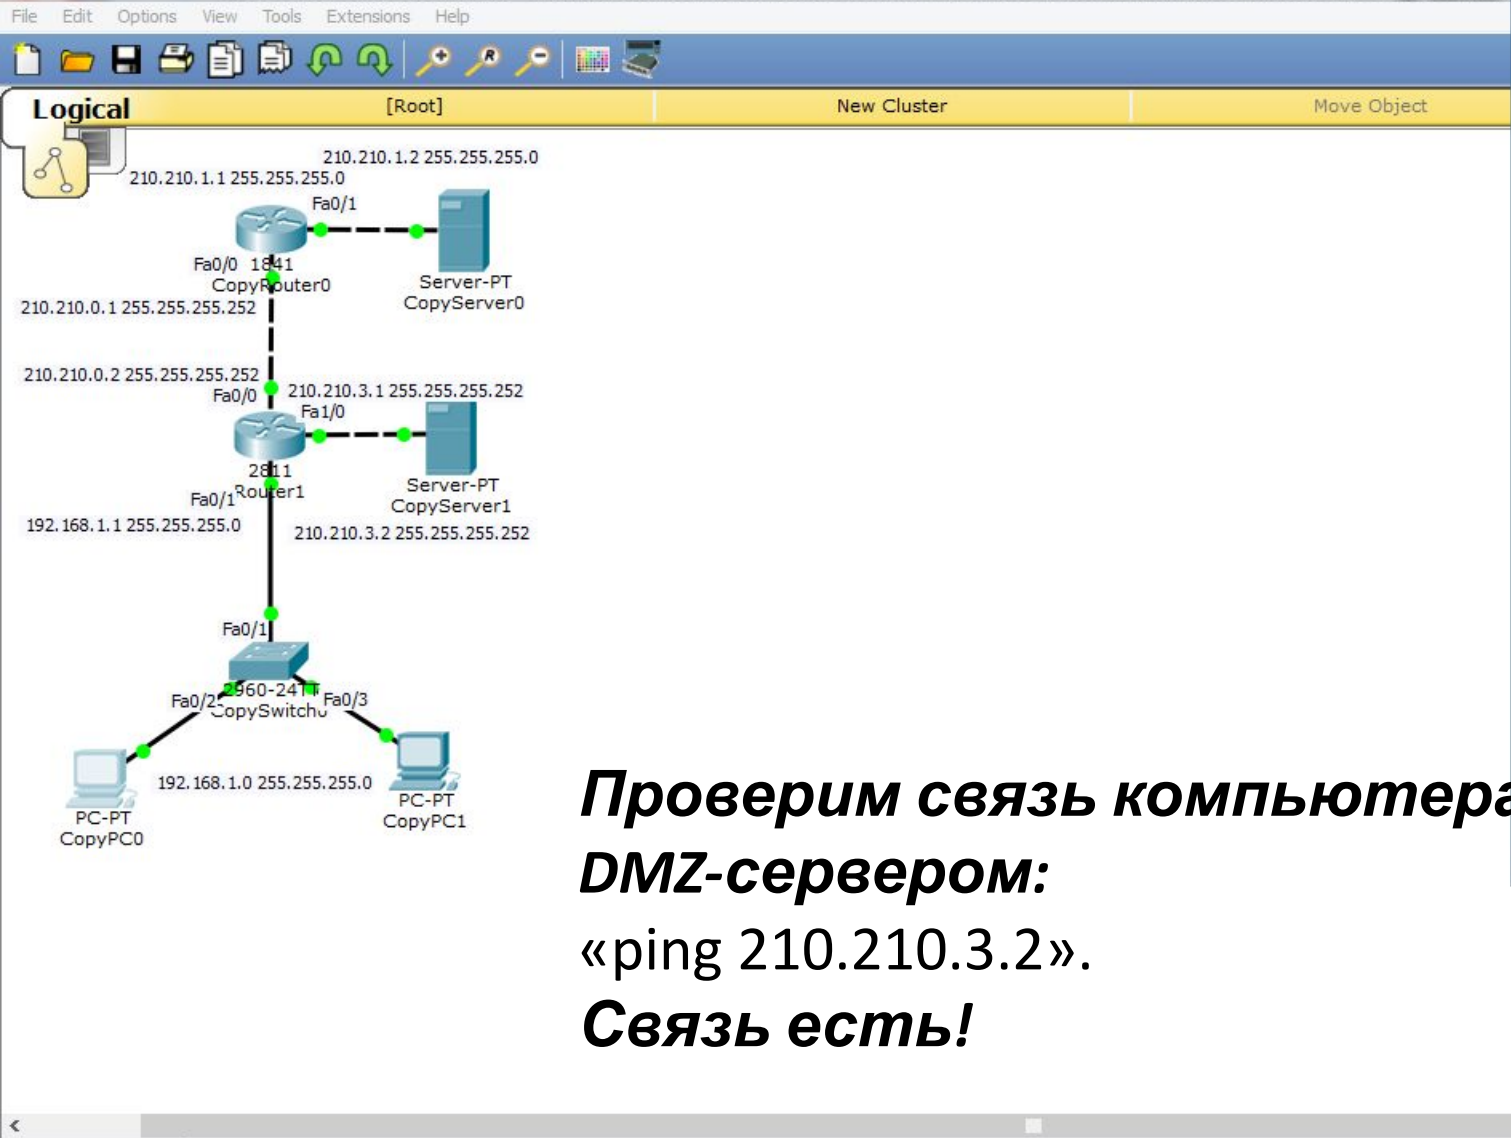 File Edit Options View Tools Extensions Help
Logical [Root] New Cluster Move Object
210.210.1.2 255.255.255.0
210.210.1.1 255.255.255.0
Fa0/1
Fa0/0 1841
CopyRouter0
Server-PT
CopyServer0
210.210.0.1 255.255.255.252
210.210.0.2 255.255.255.252
Fa0/0
210.210.3.1 255.255.255.252
Fa1/0
2811
Router1
Fa0/1
Server-PT
CopyServer1
192.168.1.1 255.255.255.0
210.210.3.2 255.255.255.252
Fa0/1
2960-24TT
Fa0/2
CopySwitch0
Fa0/3
192.168.1.0 255.255.255.0
PC-PT
CopyPC0
PC-PT
CopyPC1
Проверим связь компьютера
DMZ-сервером:
«ping 210.210.3.2».
Связь есть!